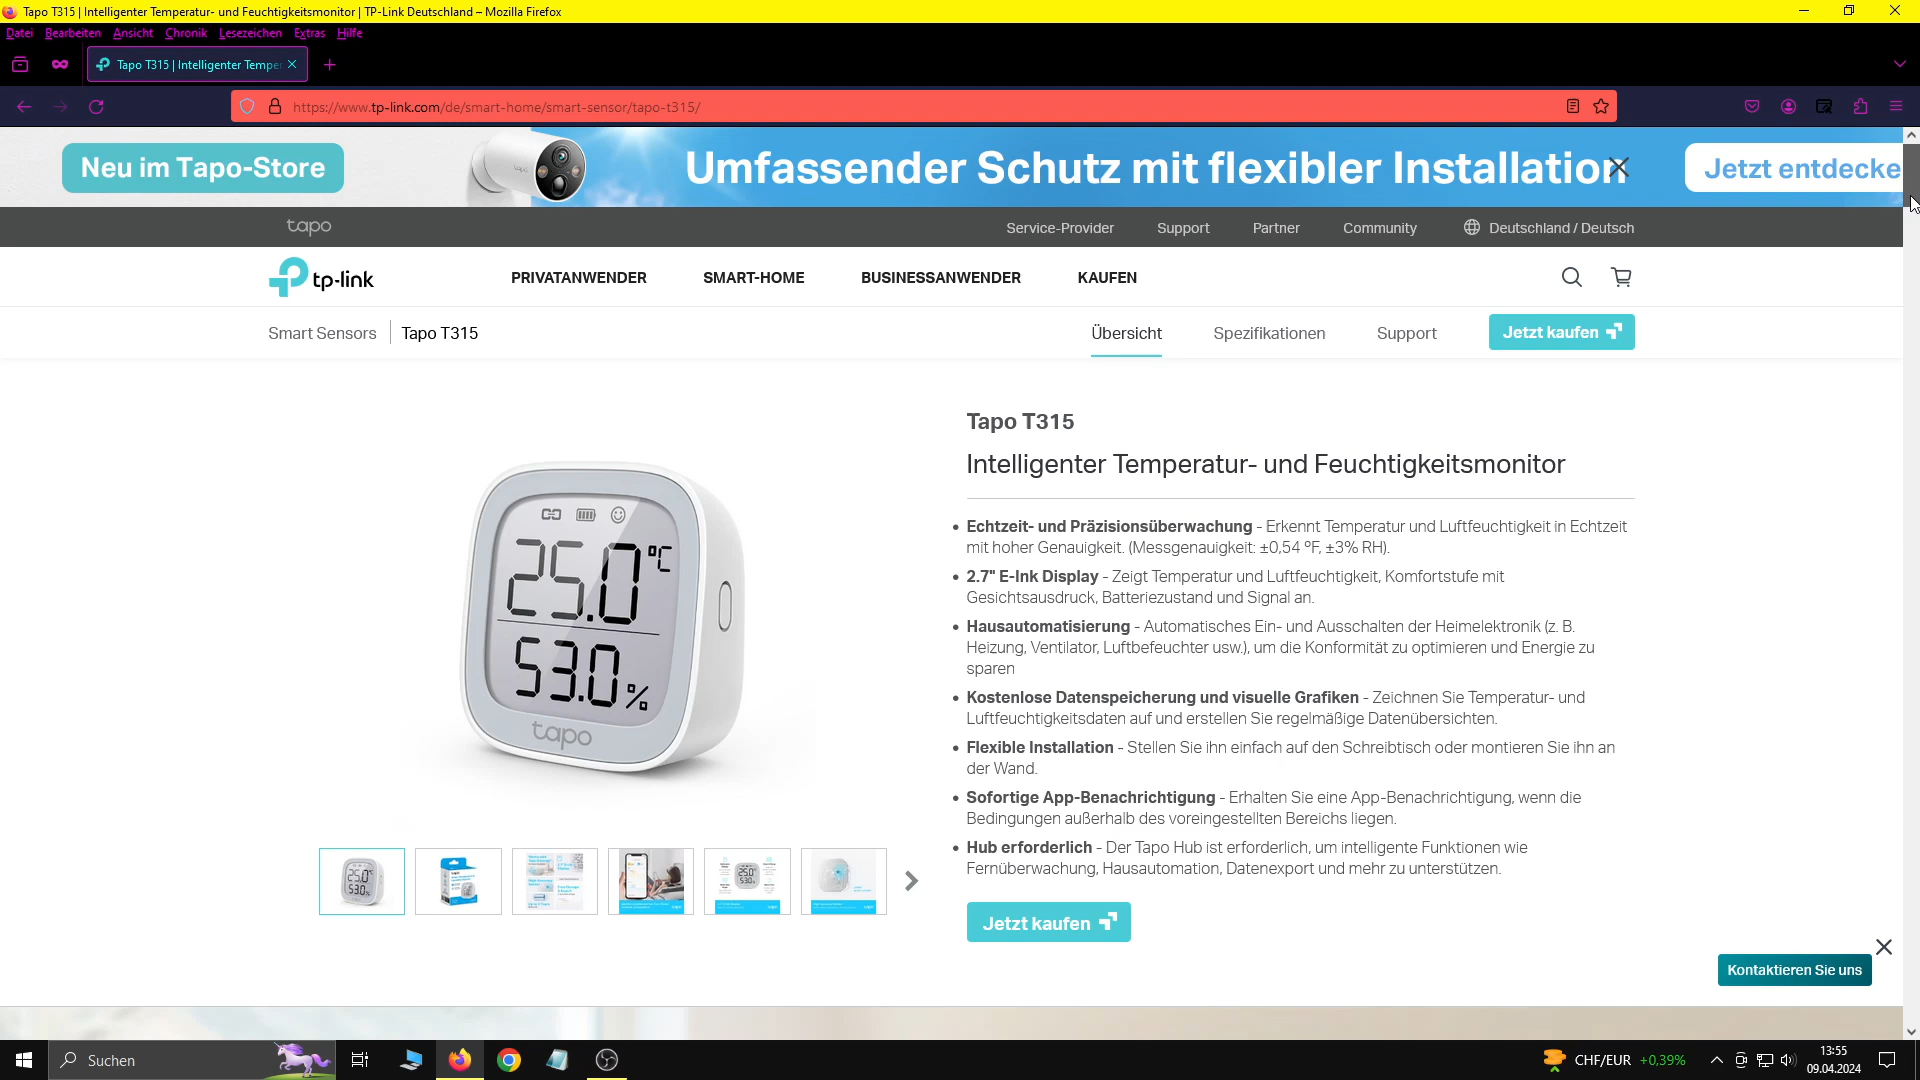 Tapo T315 | Intelligenter Temperatur- und Feuchtigkeitsmonitor | TP-Link Deutschland – Mozilla Firefox
Datei Bearbeiten Ansicht Chronik Lesezeichen Extras Hilfe
Tapo T315 | Intelligenter Temper
https://www.tp-link.com/de/smart-home/smart-sensor/tapo-t315/
Neu im Tapo-Store
Umfassender Schutz mit flexibler Installation
Jetzt entdecke
tapo
Service-Provider Support Partner Community Deutschland / Deutsch
tp-link
PRIVATANWENDER SMART-HOME BUSINESSANWENDER KAUFEN
Smart Sensors Tapo T315
Übersicht Spezifikationen Support Jetzt kaufen
Tapo T315
Intelligenter Temperatur- und Feuchtigkeitsmonitor
25.0 °C
53.0 %
tapo
• Echtzeit- und Präzisionsüberwachung - Erkennt Temperatur und Luftfeuchtigkeit in Echtzeit
mit hoher Genauigkeit. (Messgenauigkeit: ±0,54 ºF, ±3% RH).
• 2.7" E-Ink Display - Zeigt Temperatur und Luftfeuchtigkeit, Komfortstufe mit
Gesichtsausdruck, Batteriezustand und Signal an.
• Hausautomatisierung - Automatisches Ein- und Ausschalten der Heimelektronik (z. B.
Heizung, Ventilator, Luftbefeuchter usw.), um die Konformität zu optimieren und Energie zu
sparen
• Kostenlose Datenspeicherung und visuelle Grafiken - Zeichnen Sie Temperatur- und
Luftfeuchtigkeitsdaten auf und erstellen Sie regelmäßige Datenübersichten.
• Flexible Installation - Stellen Sie ihn einfach auf den Schreibtisch oder montieren Sie ihn an
der Wand.
• Sofortige App-Benachrichtigung - Erhalten Sie eine App-Benachrichtigung, wenn die
Bedingungen außerhalb des voreingestellten Bereichs liegen.
• Hub erforderlich - Der Tapo Hub ist erforderlich, um intelligente Funktionen wie
Fernüberwachung, Hausautomation, Datenexport und mehr zu unterstützen.
Jetzt kaufen
Kontaktieren Sie uns
Suchen
CHF/EUR +0,39%
13:55
09.04.2024